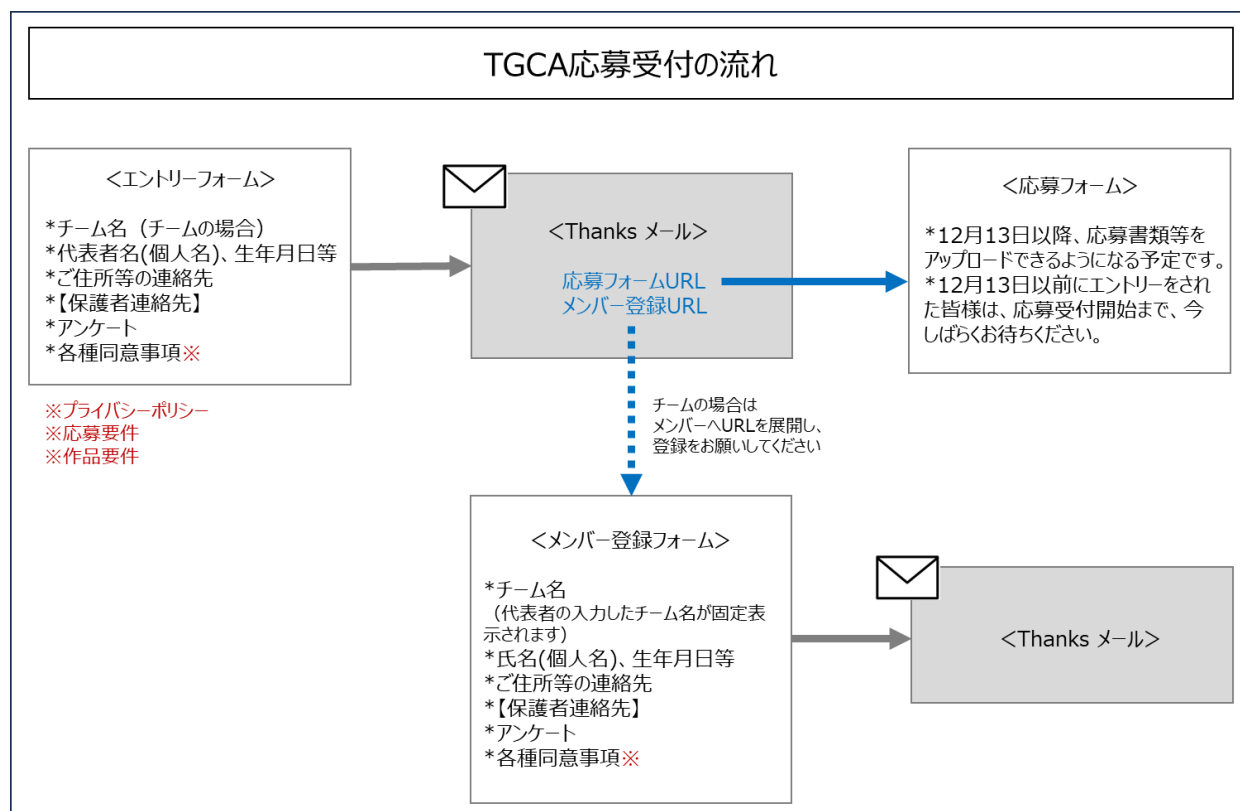 TGCA応募受付の流れ
＜エントリーフォーム＞
*チーム名（チームの場合）
*代表者名(個人名)、生年月日等
*ご住所等の連絡先
*【保護者連絡先】
*アンケート
*各種同意事項※
※プライバシーポリシー
※応募要件
※作品要件
＜Thanks メール＞
応募フォームURL
メンバー登録URL
＜応募フォーム＞
*12月13日以降、応募書類等を
アップロードできるようになる予定です。
*12月13日以前にエントリーをされ
た皆様は、応募受付開始まで、今
しばらくお待ちください。
チームの場合は
メンバーへURLを展開し、
登録をお願いしてください
＜メンバー登録フォーム＞
*チーム名
（代表者の入力したチーム名が固定表
示されます）
*氏名(個人名)、生年月日等
*ご住所等の連絡先
*【保護者連絡先】
*アンケート
*各種同意事項※
＜Thanks メール＞